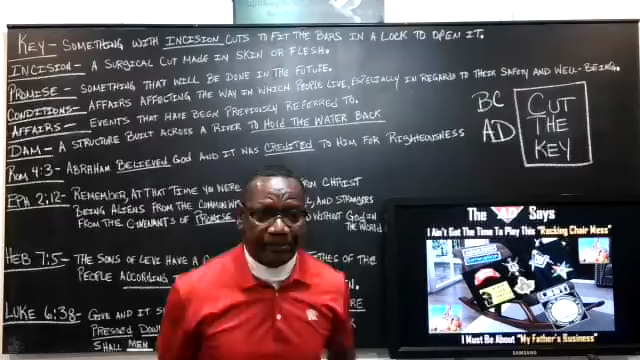 KEY - SOMETHING WITH INCISION CUTS TO FIT THE BARS IN A LOCK TO OPEN IT.
INCISION - A SURGICAL CUT MADE IN SKIN OR FLESH.
PROMISE - SOMETHING THAT WILL BE DONE IN THE FUTURE.
CONDITIONS - AFFAIRS AFFECTING THE WAY IN WHICH PEOPLE LIVE, ESPECIALLY IN REGARD TO THEIR SAFETY AND WELL-BEING.
AFFAIRS - EVENTS THAT HAVE BEEN PREVIOUSLY REFERRED TO.
DAM - A STRUCTURE BUILT ACROSS A RIVER TO HOLD THE WATER BACK
ROM 4:3 - ABRAHAM BELIEVED GOD AND IT WAS CREDITED TO HIM FOR RIGHTEOUSNESS
EPH 2:12 - REMEMBER, AT THAT TIME YOU WERE CHRIST
BEING ALIENS FROM THE AND STRANGERS
FROM THE COVENANTS OF PROMISE WITHOUT GOD IN
THE WORLD
HEB 7:5 - THE SONS OF LEVI HAVE A OF THE
PEOPLE ACCORDING
LUKE 6:38 - GIVE AND IT
PRESSED DOWN
SHALL MEN
BC
AD
CUT
THE
KEY
The Says
I Ain't Got The Time To Play This "Rocking Chair Mess"
I Must Be About "My Father's Business"
SAMSUNG